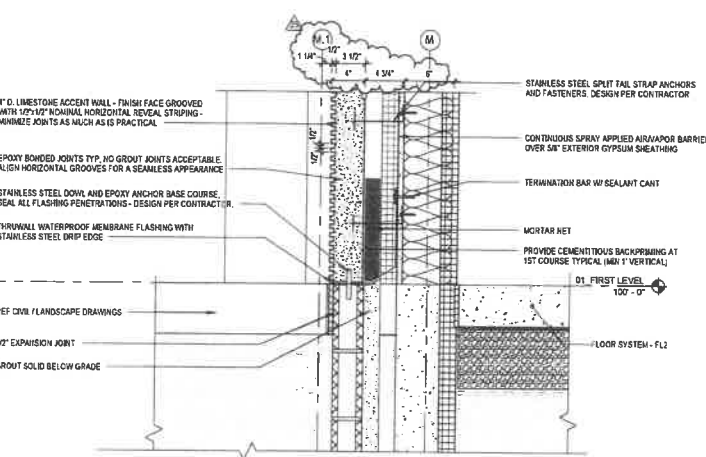 M.1
M
1 1/4"
1/2"
3 1/2"
4"
4 3/4"
6"
4" D. LIMESTONE ACCENT WALL - FINISH FACE GROOVED
WITH 1/2"x1/2" NOMINAL HORIZONTAL REVEAL STRIPING -
MINIMIZE JOINTS AS MUCH AS IS PRACTICAL
1/2"
1/2"
EPOXY BONDED JOINTS TYP, NO GROUT JOINTS ACCEPTABLE.
ALIGN HORIZONTAL GROOVES FOR A SEAMLESS APPEARANCE
STAINLESS STEEL DOWL AND EPOXY ANCHOR BASE COURSE,
SEAL ALL FLASHING PENETRATIONS - DESIGN PER CONTRACTOR.
THRUWALL WATERPROOF MEMBRANE FLASHING WITH
STAINLESS STEEL DRIP EDGE
REF CIVIL / LANDSCAPE DRAWINGS
1/2" EXPANSION JOINT
GROUT SOLID BELOW GRADE
STAINLESS STEEL SPLIT TAIL STRAP ANCHORS
AND FASTENERS. DESIGN PER CONTRACTOR
CONTINUOUS SPRAY APPLIED AIR/VAPOR BARRIER
OVER 5/8" EXTERIOR GYPSUM SHEATHING
TERMINATION BAR W/ SEALANT CANT
MORTAR NET
PROVIDE CEMENTITIOUS BACKPRIMING AT
1ST COURSE TYPICAL (MIN 1' VERTICAL)
01 FIRST LEVEL
100' - 0"
FLOOR SYSTEM - FL2